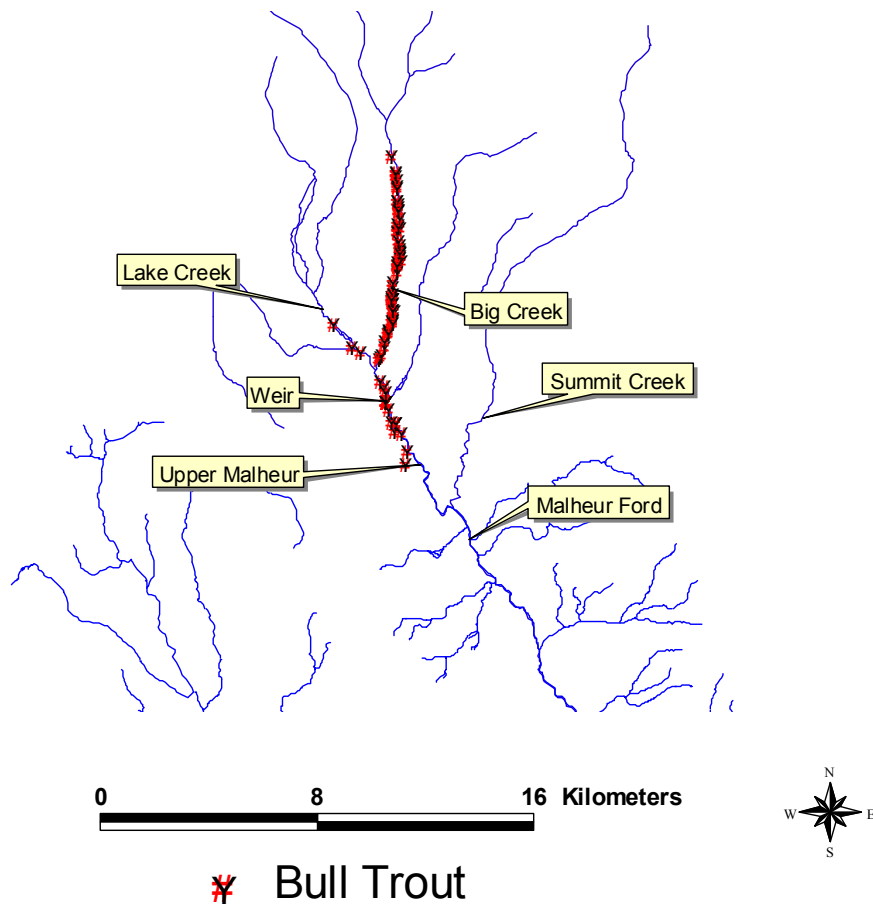 Lake Creek
Big Creek
Weir
Summit Creek
Upper Malheur
Malheur Ford
0 8 16 Kilometers
N
W E
S
Bull Trout